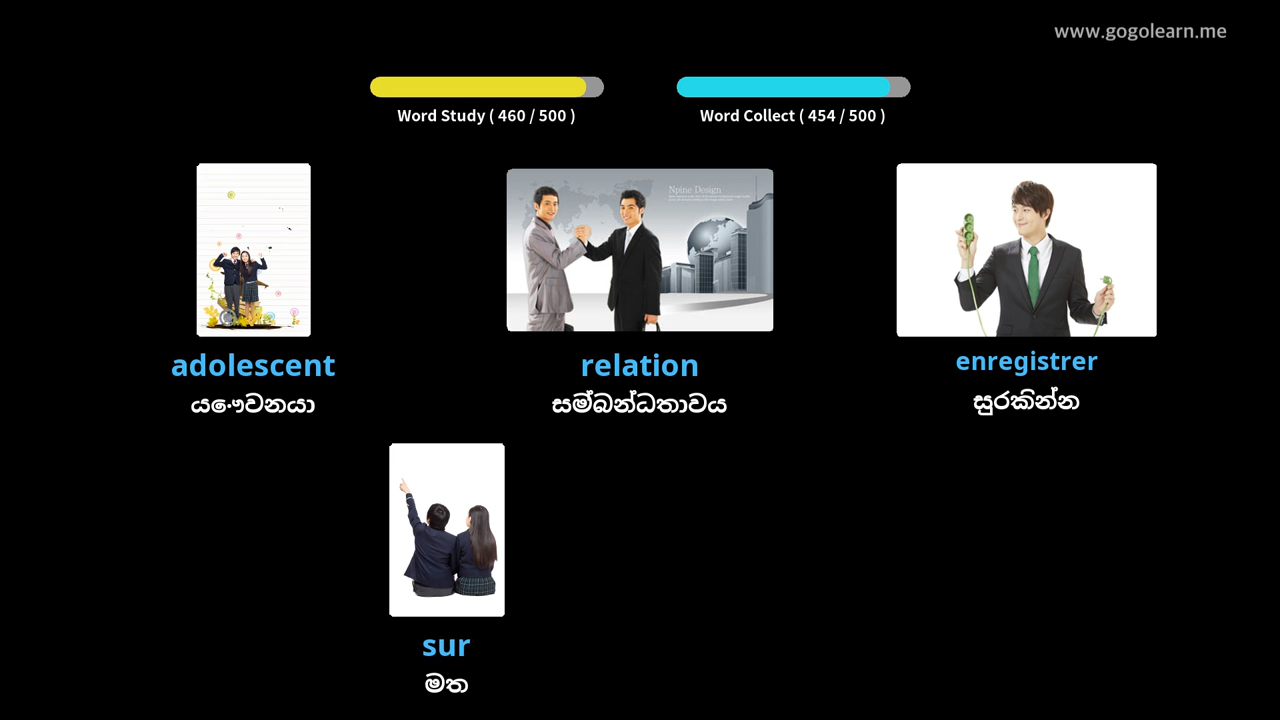 www.gogolearn.me
Word Study ( 460 / 500 )
Word Collect ( 454 / 500 )
Npine Design
adolescent
යෞවනයා
relation
සම්බන්ධතාවය
enregistrer
සුරකින්න
sur
මත